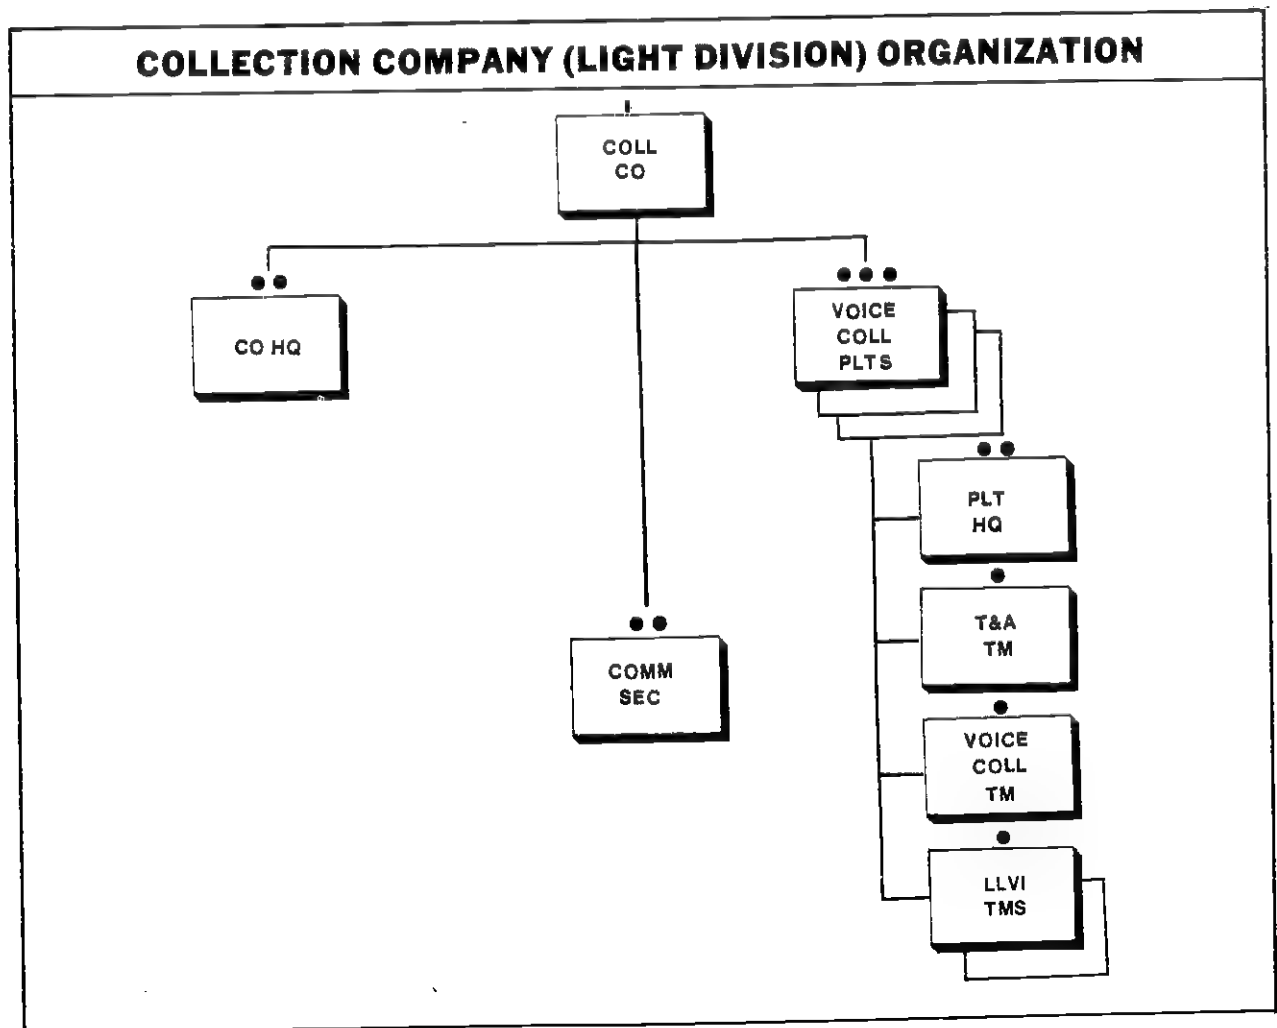 COLLECTION COMPANY (LIGHT DIVISION) ORGANIZATION
COLL
CO
CO HQ
VOICE
COLL
PLTS
PLT
HQ
T&A
TM
COMM
SEC
VOICE
COLL
TM
LLVI
TMS